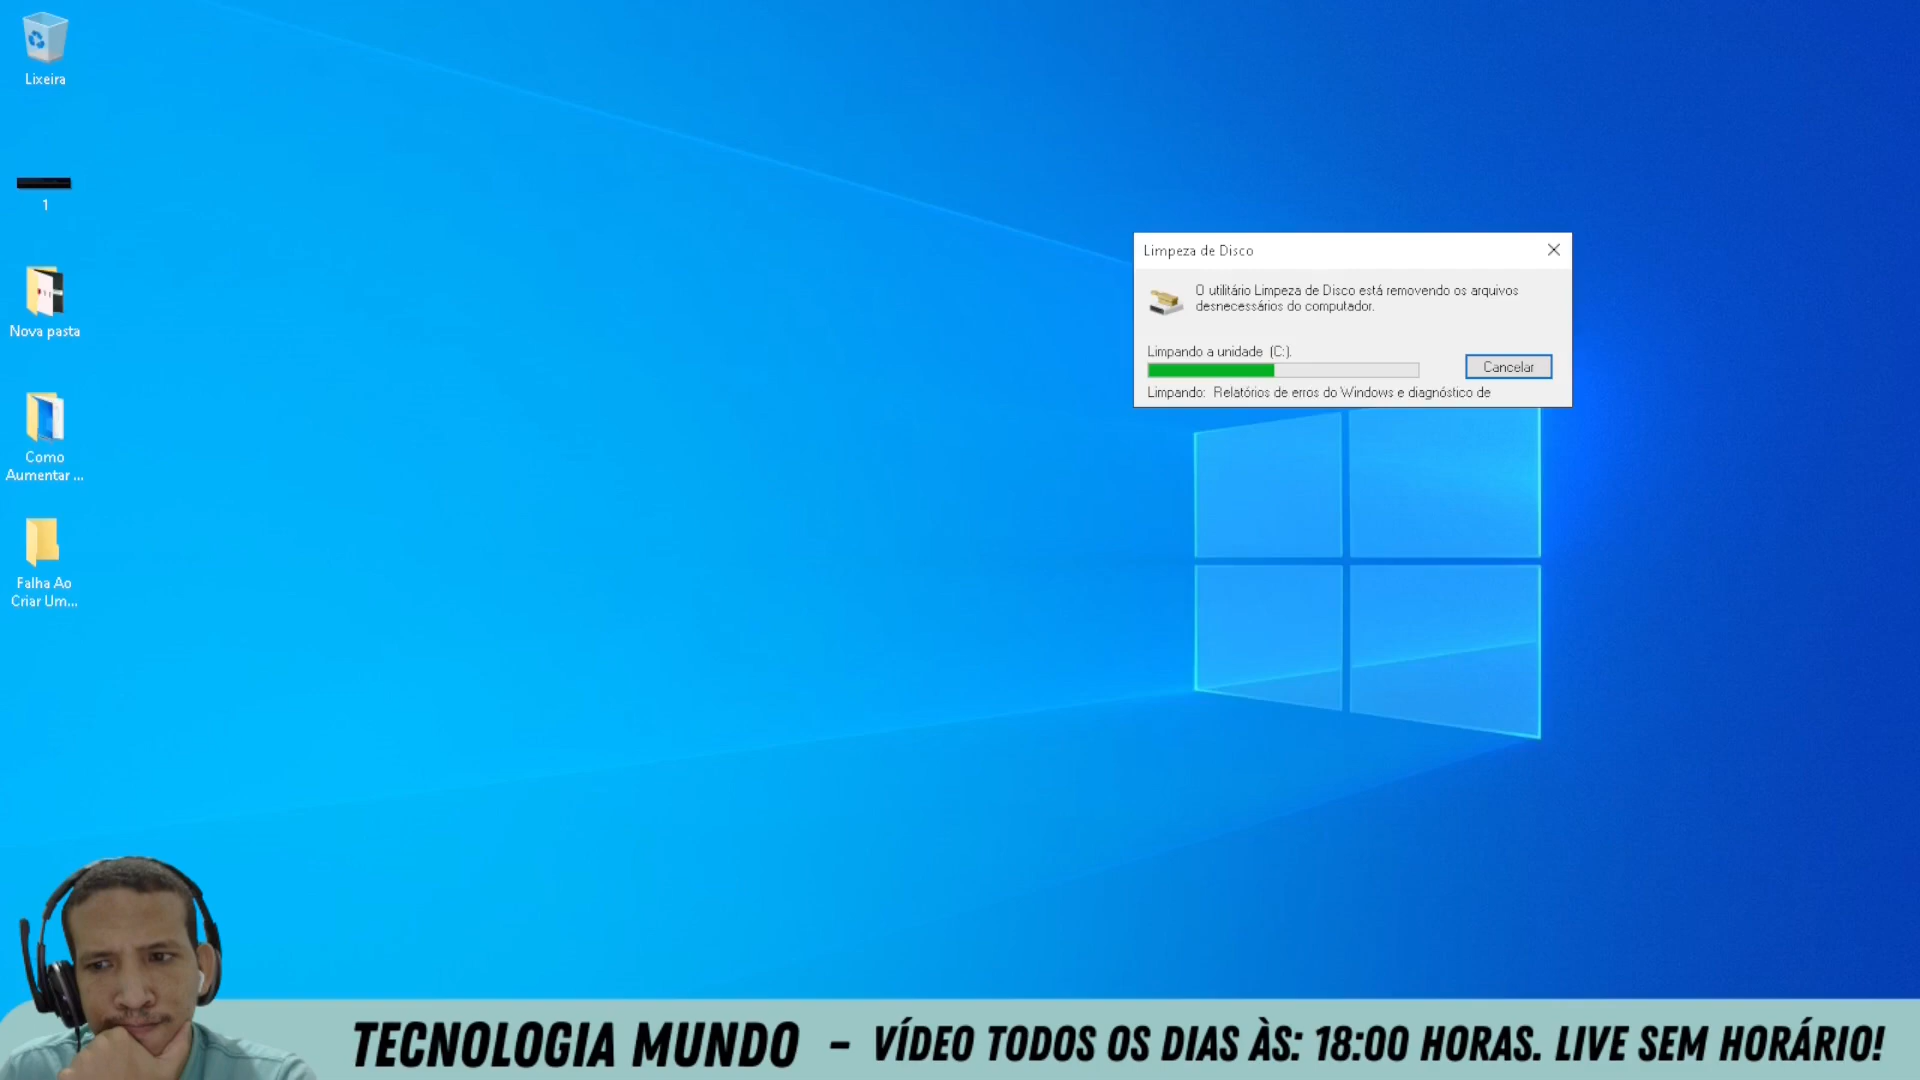 Lixeira
1
Nova pasta
Como
Aumentar ...
Falha Ao
Criar Um...
Limpeza de Disco
O utilitário Limpeza de Disco está removendo os arquivos
desnecessários do computador.
Limpando a unidade (C:).
Cancelar
Limpando: Relatórios de erros do Windows e diagnóstico de
TECNOLOGIA MUNDO - VÍDEO TODOS OS DIAS ÀS: 18:00 HORAS. LIVE SEM HORÁRIO!